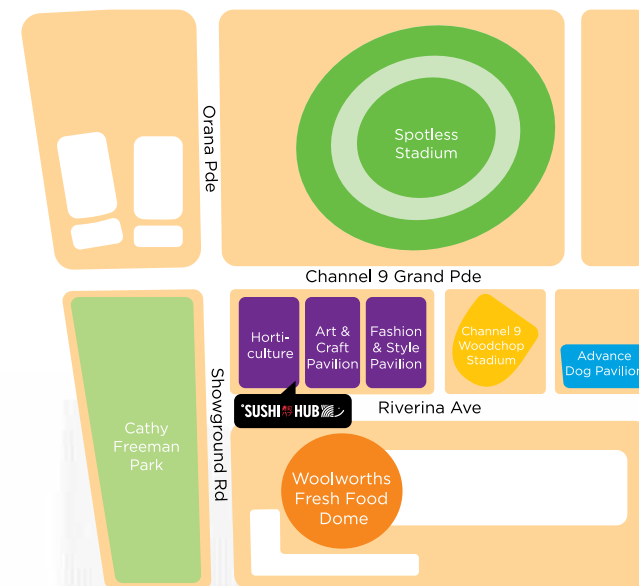 Orana Pde
Spotless
Stadium
Channel 9 Grand Pde
Horti-
culture
Art &
Craft
Pavilion
Fashion
& Style
Pavilion
Channel 9
Woodchop
Stadium
Advance
Dog Pavilion
SUSHI HUB
Riverina Ave
Showground Rd
Cathy
Freeman
Park
Woolworths
Fresh Food
Dome